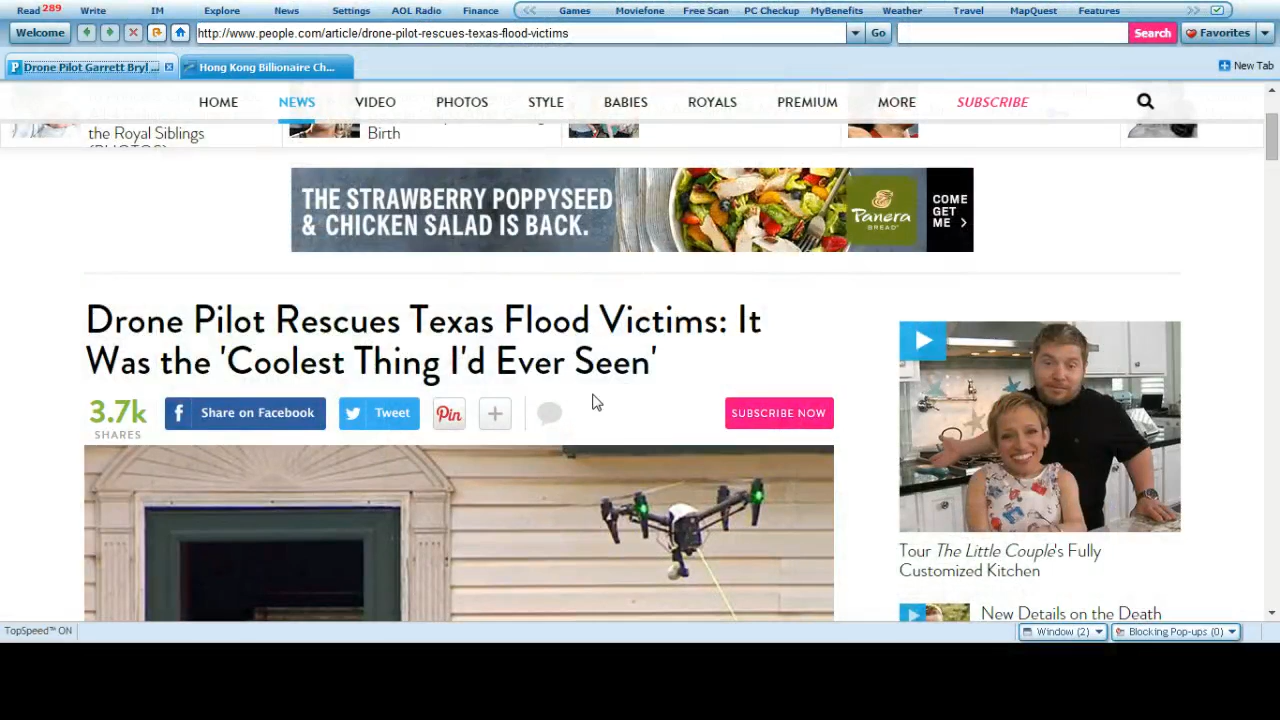 Read 289 Write IM Explore News Settings AOL Radio Finance Games Moviefone Free Scan PC Checkup MyBenefits Weather Travel MapQuest Features
Welcome http://www.people.com/article/drone-pilot-rescues-texas-flood-victims Go Search Favorites
Drone Pilot Garrett Bryl ... Hong Kong Billionaire Ch... New Tab
HOME NEWS VIDEO PHOTOS STYLE BABIES ROYALS PREMIUM MORE SUBSCRIBE
the Royal Siblings
Birth
(PHOTOS)
THE STRAWBERRY POPPYSEED
& CHICKEN SALAD IS BACK.
Panera
BREAD®
COME
GET
ME >
Drone Pilot Rescues Texas Flood Victims: It
Was the 'Coolest Thing I'd Ever Seen'
3.7k
SHARES
f Share on Facebook Tweet Pin + SUBSCRIBE NOW
Tour The Little Couple's Fully
Customized Kitchen
New Details on the Death
TopSpeed™ ON Window (2) Blocking Pop-ups (0)